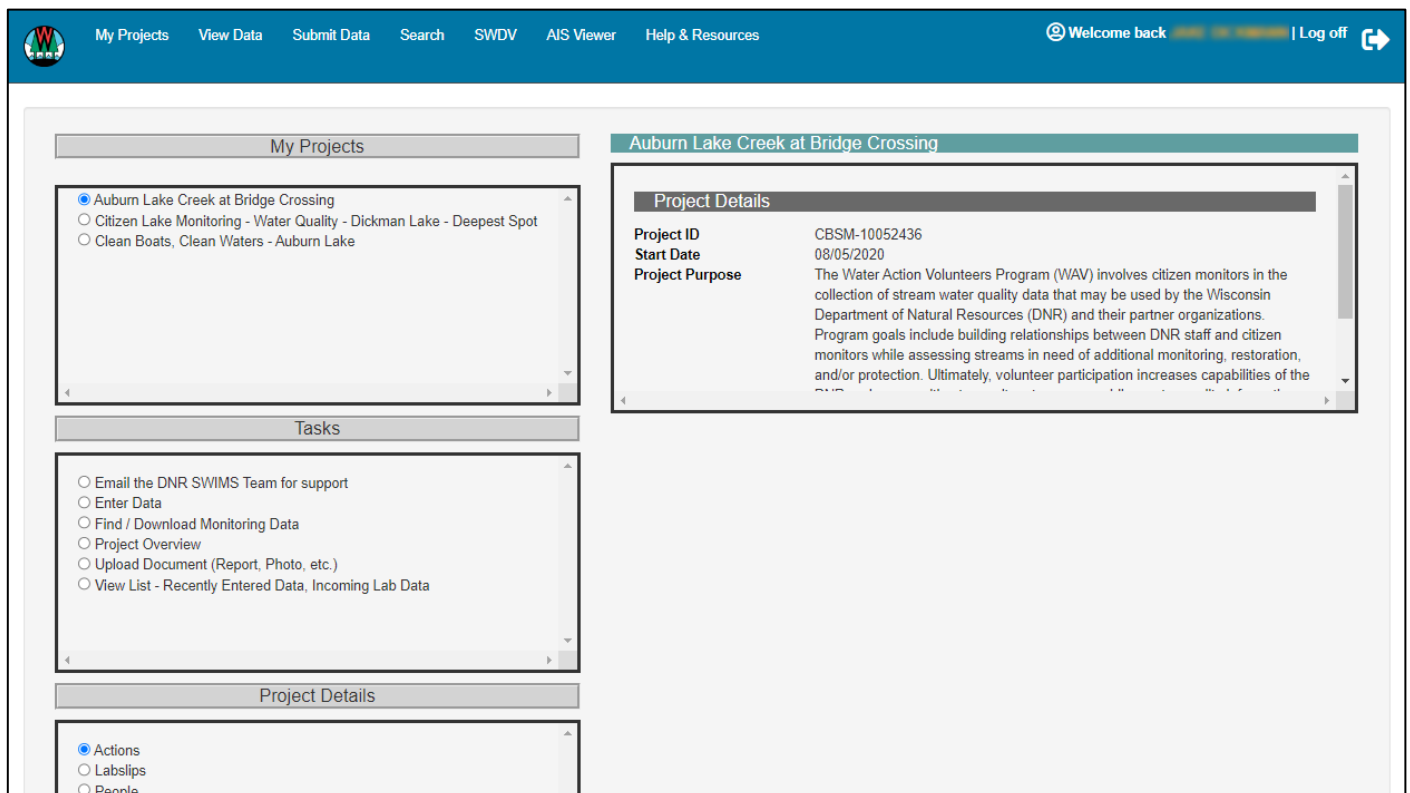 My Projects View Data Submit Data Search SWDV AIS Viewer Help & Resources
Welcome back
| Log off
My Projects
Auburn Lake Creek at Bridge Crossing
Citizen Lake Monitoring - Water Quality - Dickman Lake - Deepest Spot
Clean Boats, Clean Waters - Auburn Lake
Tasks
Email the DNR SWIMS Team for support
Enter Data
Find / Download Monitoring Data
Project Overview
Upload Document (Report, Photo, etc.)
View List - Recently Entered Data, Incoming Lab Data
Project Details
Actions
Labslips
People
Auburn Lake Creek at Bridge Crossing
Project Details
Project ID CBSM-10052436
Start Date 08/05/2020
Project Purpose The Water Action Volunteers Program (WAV) involves citizen monitors in the
collection of stream water quality data that may be used by the Wisconsin
Department of Natural Resources (DNR) and their partner organizations.
Program goals include building relationships between DNR staff and citizen
monitors while assessing streams in need of additional monitoring, restoration,
and/or protection. Ultimately, volunteer participation increases capabilities of the